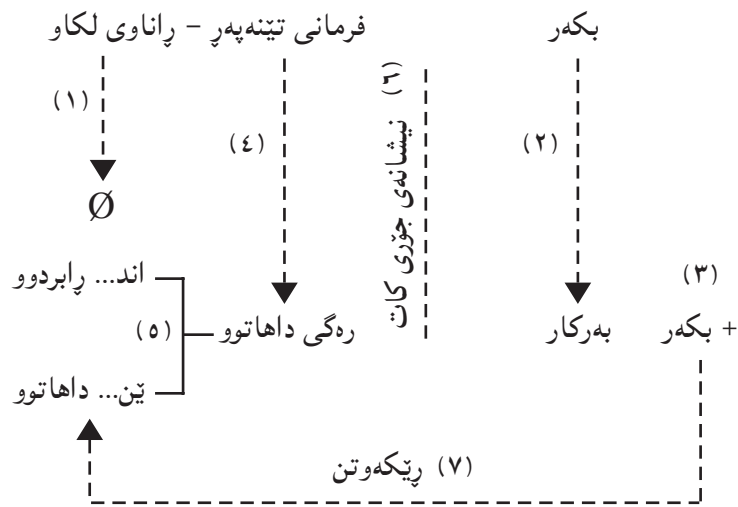 بکەر فرمانی تێنەپەڕ – ڕاناوی لکاو
(١) (٤) (٦) نیشانەی جۆری کات (٢)
Ø
(٣)
اند... ڕابردوو
+ بکەر بەرکار رەگی داهاتوو (٥)
ێن... داهاتوو
(٧) ڕێکەوتن